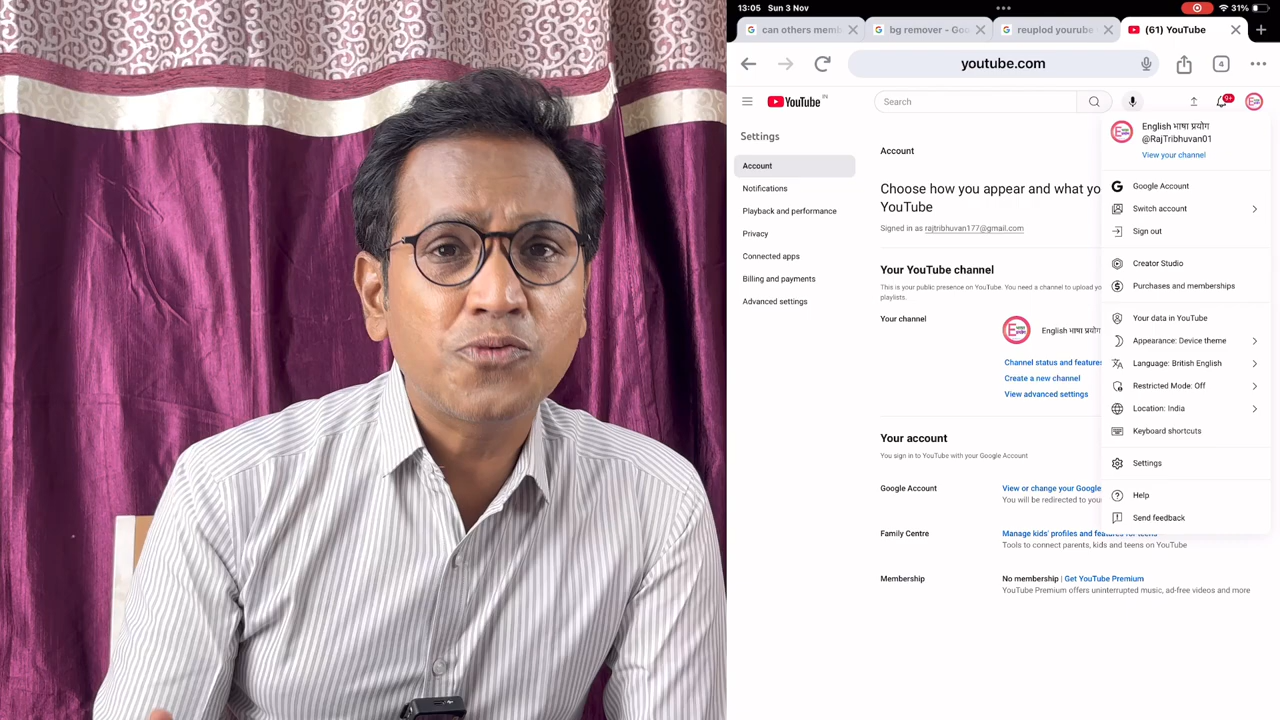 13:05 Sun 3 Nov
31%
can others memb
bg remover - Goo
reuplod yourube
(61) YouTube
youtube.com
4
YouTube IN
Search
9+
Settings
Account
Notifications
Playback and performance
Privacy
Connected apps
Billing and payments
Advanced settings
Account
Choose how you appear and what yo
YouTube
Signed in as rajtribhuvan177@gmail.com
Your YouTube channel
This is your public presence on YouTube. You need a channel to upload yo
playlists.
Your channel
English भाषा प्रयो
Channel status and features
Create a new channel
View advanced settings
Your account
You sign in to YouTube with your Google Account
Google Account
View or change your Google
You will be redirected to your
Family Centre
Manage kids' profiles and features for teens
Tools to connect parents, kids and teens on YouTube
Membership
No membership | Get YouTube Premium
YouTube Premium offers uninterrupted music, ad-free videos and more
English भाषा प्रयोग
@RajTribhuvan01
View your channel
Google Account
Switch account
Sign out
Creator Studio
Purchases and memberships
Your data in YouTube
Appearance: Device theme
Language: British English
Restricted Mode: Off
Location: India
Keyboard shortcuts
Settings
Help
Send feedback